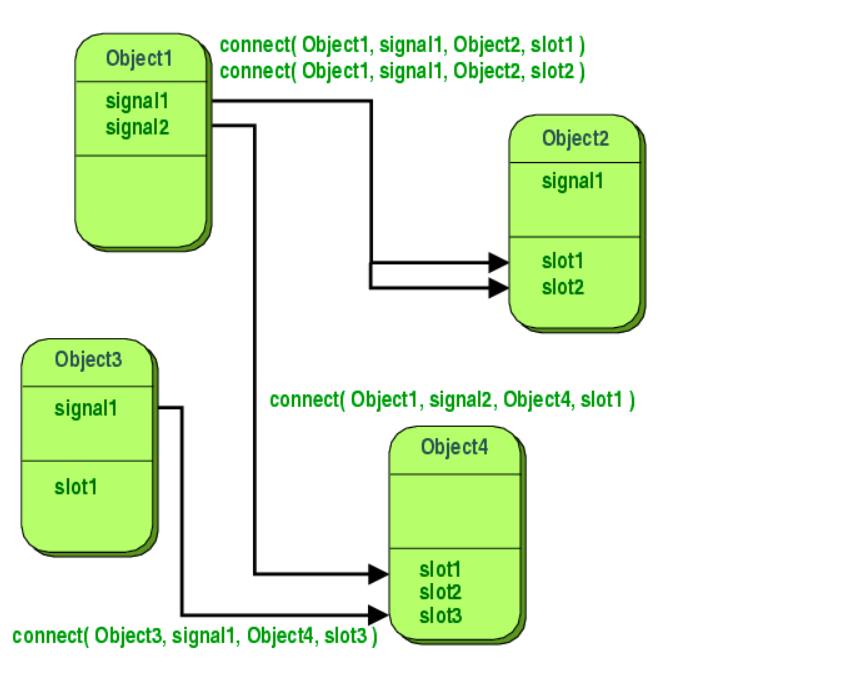 Object1
signal1
signal2
connect( Object1, signal1, Object2, slot1 )
connect( Object1, signal1, Object2, slot2 )
Object2
signal1
slot1
slot2
Object3
signal1
slot1
connect( Object1, signal2, Object4, slot1 )
Object4
slot1
slot2
slot3
connect( Object3, signal1, Object4, slot3 )